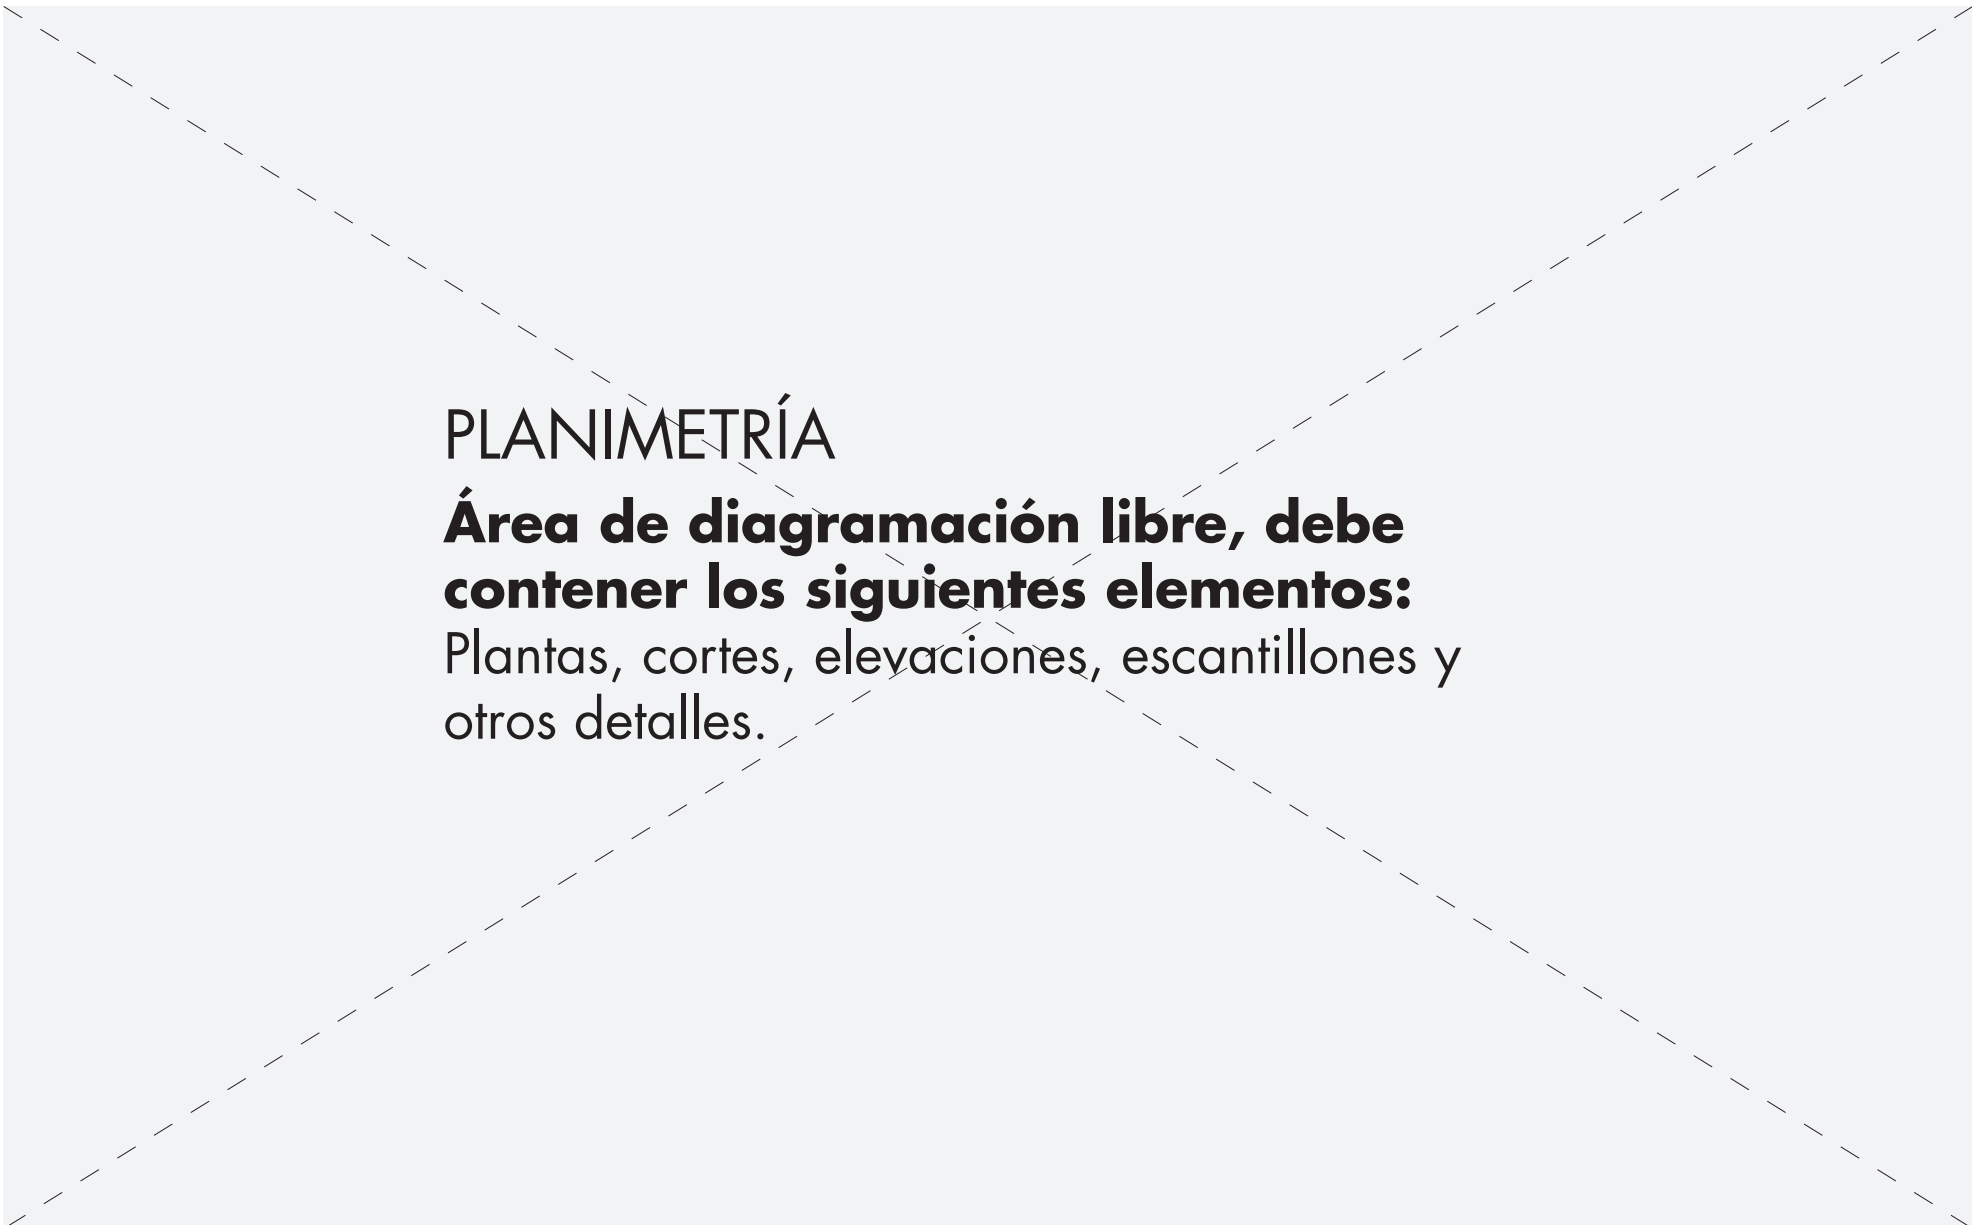 PLANIMETRÍA
Área de diagramación libre, debe
contener los siguientes elementos:
Plantas, cortes, elevaciones, escantillones y
otros detalles.